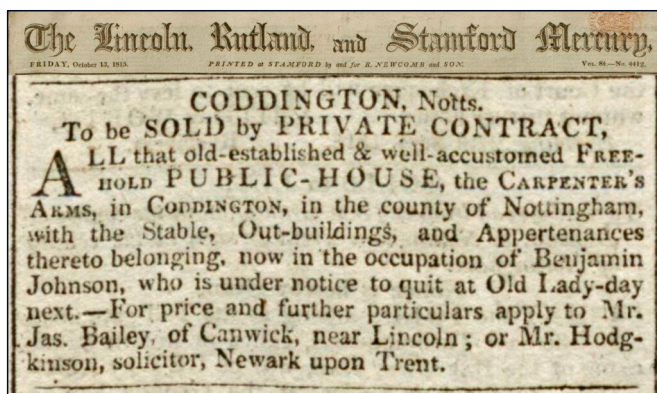 The Lincoln, Rutland, and Stamford Mercury,
FRIDAY, October 13, 1815. PRINTED at STAMFORD by and for R. NEWCOMB and SON. Vol. 84.—No. 4412.
CODDINGTON, Notts.
To be SOLD by PRIVATE CONTRACT,
ALL that old-established & well-accustomed FREE-
HOLD PUBLIC-HOUSE, the CARPENTER'S
ARMS, in CODDINGTON, in the county of Nottingham,
with the Stable, Out-buildings, and Appertenances
thereto belonging, now in the occupation of Benjamin
Johnson, who is under notice to quit at Old Lady-day
next.—For price and further particulars apply to Mr.
Jas. Bailey, of Canwick, near Lincoln; or Mr. Hodg-
kinson, solicitor, Newark upon Trent.